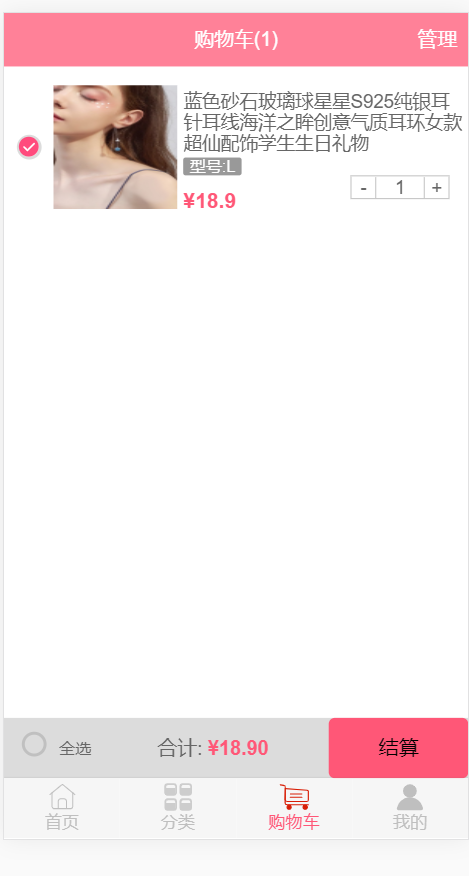 购物车(1)
管理
蓝色砂石玻璃球星星S925纯银耳
针耳线海洋之眸创意气质耳环女款
超仙配饰学生生日礼物
型号:L
¥18.9
- 1 +
全选
合计: ¥18.90
结算
首页
分类
购物车
我的